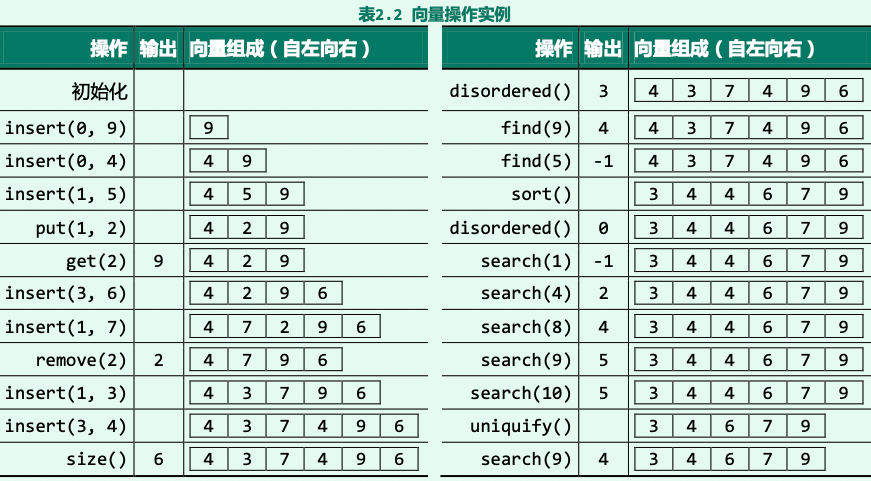 表2.2 向量操作实例
操作 输出 向量组成（自左向右）
初始化
insert(0, 9) 9
insert(0, 4) 4 9
insert(1, 5) 4 5 9
put(1, 2) 4 2 9
get(2) 9 4 2 9
insert(3, 6) 4 2 9 6
insert(1, 7) 4 7 2 9 6
remove(2) 2 4 7 9 6
insert(1, 3) 4 3 7 9 6
insert(3, 4) 4 3 7 4 9 6
size() 6 4 3 7 4 9 6
操作 输出 向量组成（自左向右）
disordered() 3 4 3 7 4 9 6
find(9) 4 4 3 7 4 9 6
find(5) -1 4 3 7 4 9 6
sort() 3 4 4 6 7 9
disordered() 0 3 4 4 6 7 9
search(1) -1 3 4 4 6 7 9
search(4) 2 3 4 4 6 7 9
search(8) 4 3 4 4 6 7 9
search(9) 5 3 4 4 6 7 9
search(10) 5 3 4 4 6 7 9
uniquify() 3 4 6 7 9
search(9) 4 3 4 6 7 9